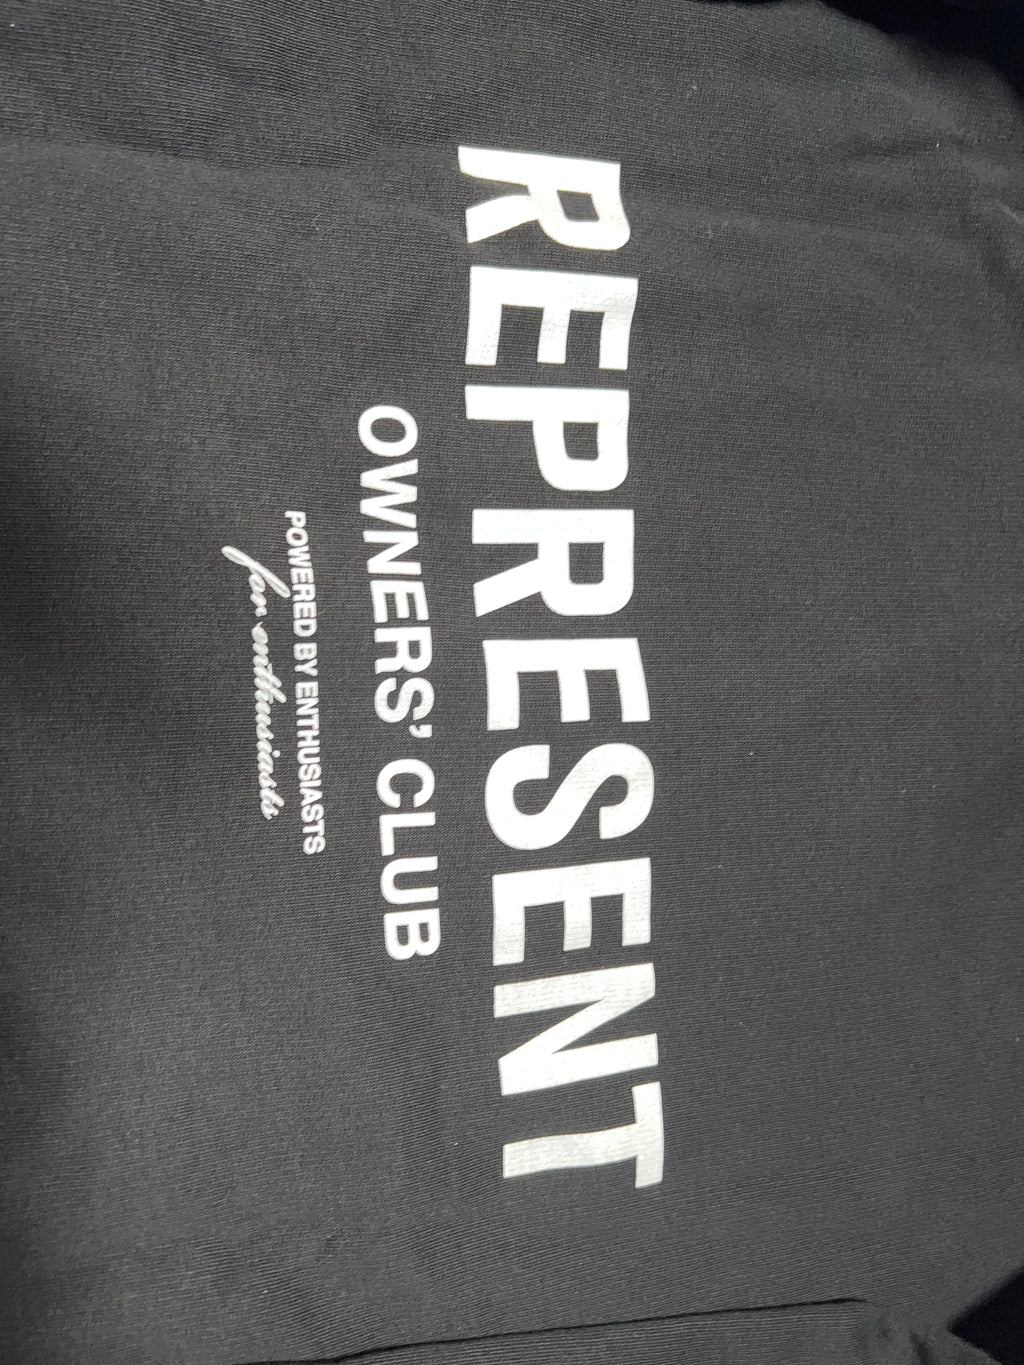 REPRESENT
OWNERS' CLUB
POWERED BY ENTHUSIASTS
for enthusiasts